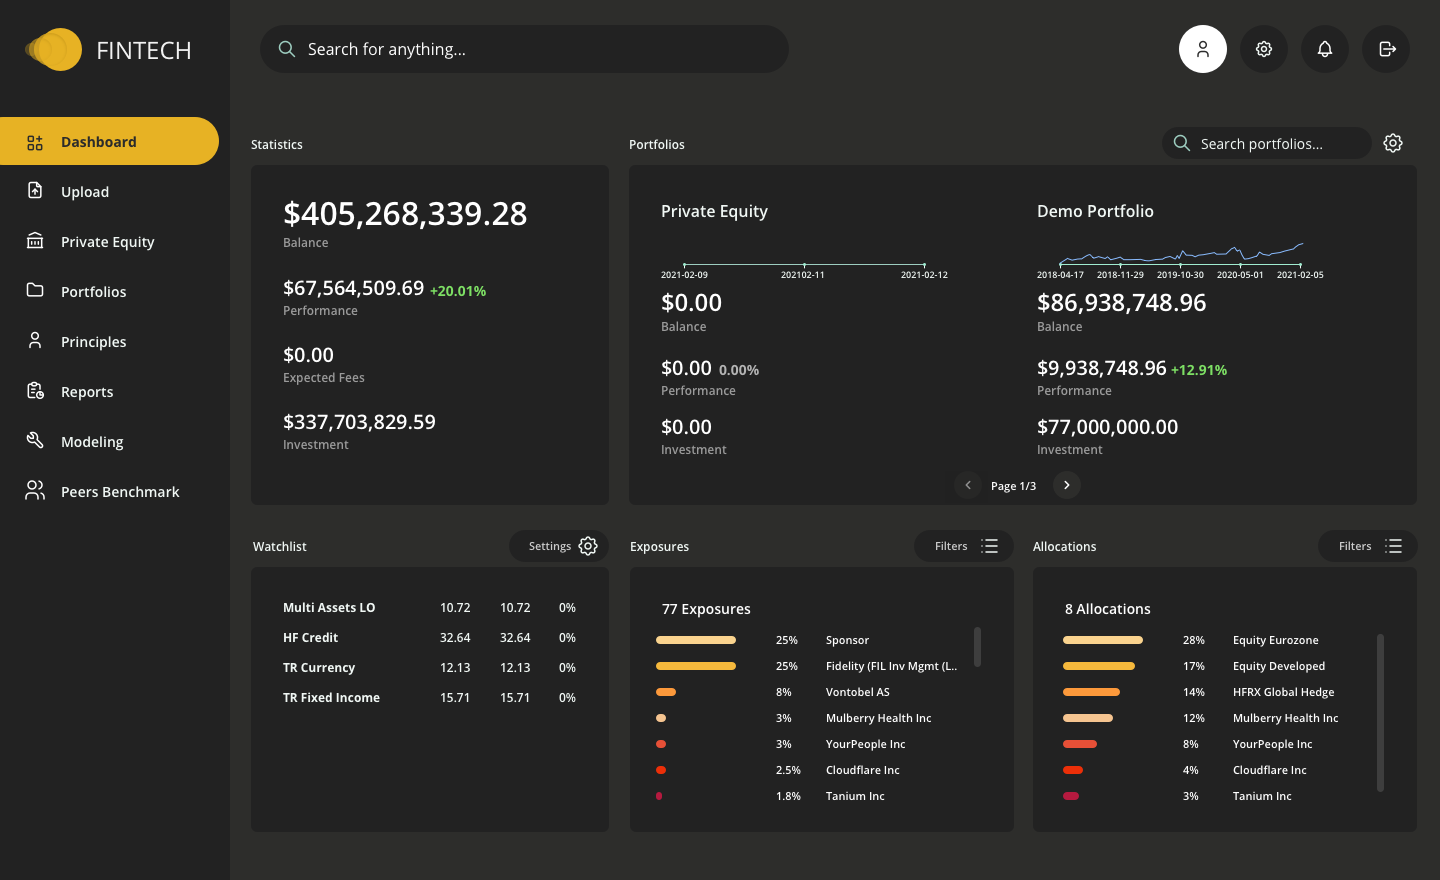 FINTECH
Search for anything...
Dashboard
Upload
Private Equity
Portfolios
Principles
Reports
Modeling
Peers Benchmark
Statistics
$405,268,339.28
Balance
$67,564,509.69 +20.01%
Performance
$0.00
Expected Fees
$337,703,829.59
Investment
Portfolios
Search portfolios...
Private Equity
2021-02-09 202102-11 2021-02-12
$0.00
Balance
$0.00 0.00%
Performance
$0.00
Investment
Demo Portfolio
2018-04-17 2018-11-29 2019-10-30 2020-05-01 2021-02-05
$86,938,748.96
Balance
$9,938,748.96 +12.91%
Performance
$77,000,000.00
Investment
Page 1/3
Watchlist
Settings
Multi Assets LO 10.72 10.72 0%
HF Credit 32.64 32.64 0%
TR Currency 12.13 12.13 0%
TR Fixed Income 15.71 15.71 0%
Exposures
Filters
77 Exposures
25% Sponsor
25% Fidelity (FIL Inv Mgmt (L..
8% Vontobel AS
3% Mulberry Health Inc
3% YourPeople Inc
2.5% Cloudflare Inc
1.8% Tanium Inc
Allocations
Filters
8 Allocations
28% Equity Eurozone
17% Equity Developed
14% HFRX Global Hedge
12% Mulberry Health Inc
8% YourPeople Inc
4% Cloudflare Inc
3% Tanium Inc